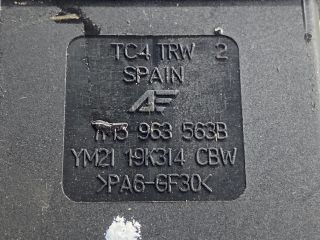 TC4 TRW 2
SPAIN
963 563B
YM21 19K314 CBW
>PA6-GF30<